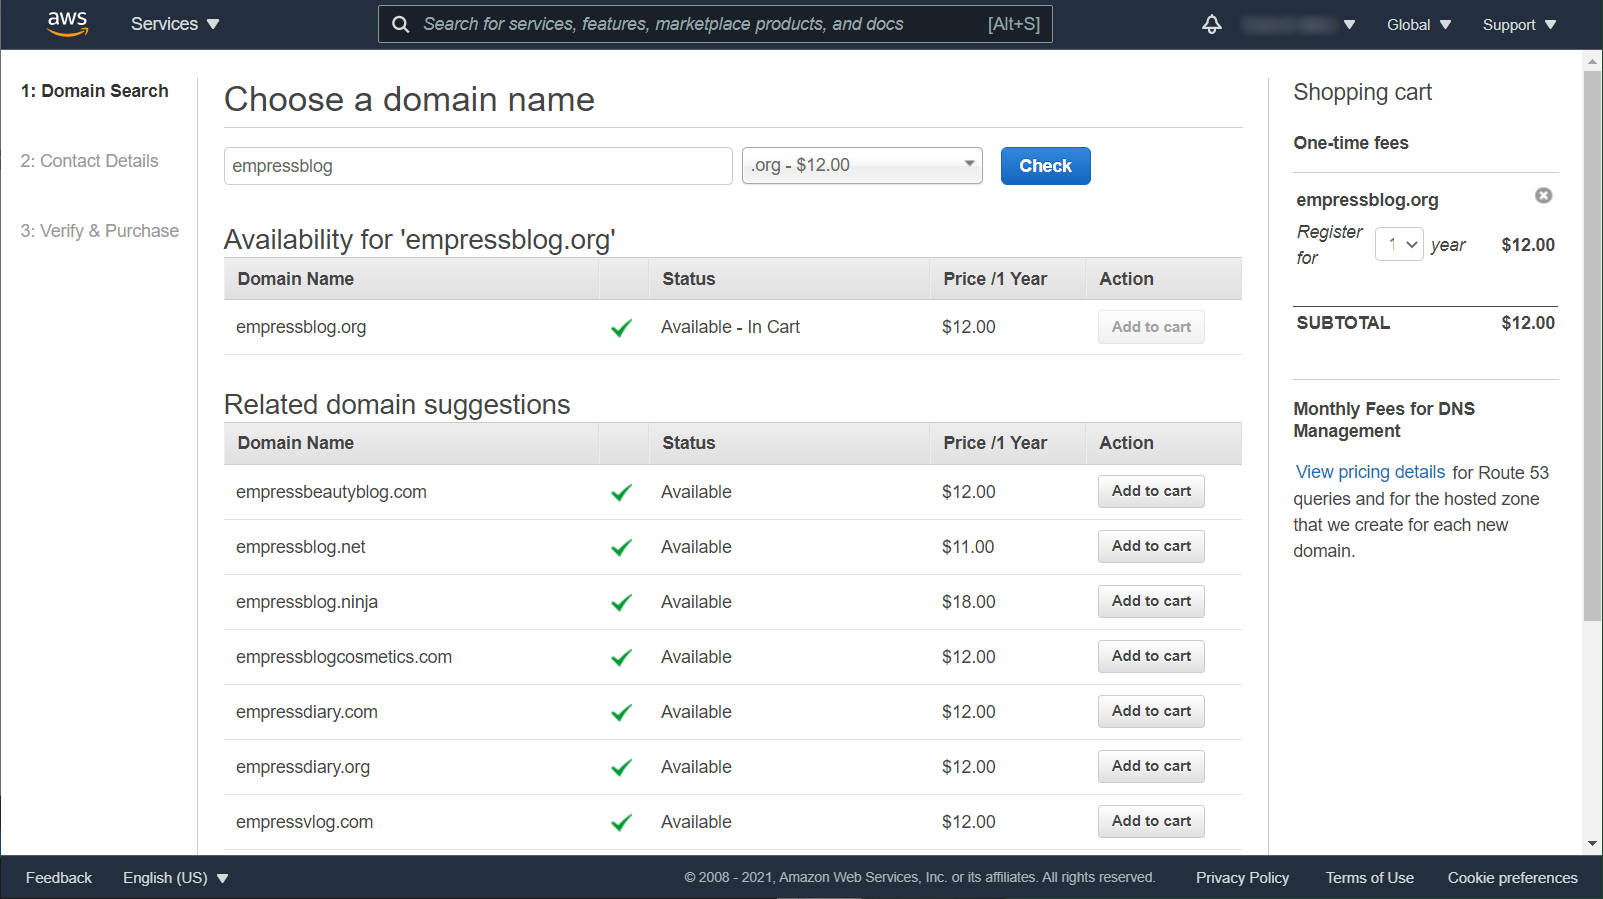 aws
Services
Search for services, features, marketplace products, and docs [Alt+S]
Global
Support
1: Domain Search
2: Contact Details
3: Verify & Purchase
Choose a domain name
empressblog
.org - $12.00
Check
Availability for 'empressblog.org'
Domain Name Status Price /1 Year Action
empressblog.org Available - In Cart $12.00 Add to cart
Related domain suggestions
Domain Name Status Price /1 Year Action
empressbeautyblog.com Available $12.00 Add to cart
empressblog.net Available $11.00 Add to cart
empressblog.ninja Available $18.00 Add to cart
empressblogcosmetics.com Available $12.00 Add to cart
empressdiary.com Available $12.00 Add to cart
empressdiary.org Available $12.00 Add to cart
empressvlog.com Available $12.00 Add to cart
Shopping cart
One-time fees
empressblog.org
Register for 1 year $12.00
SUBTOTAL $12.00
Monthly Fees for DNS
Management
View pricing details for Route 53
queries and for the hosted zone
that we create for each new
domain.
Feedback
English (US)
© 2008 - 2021, Amazon Web Services, Inc. or its affiliates. All rights reserved.
Privacy Policy
Terms of Use
Cookie preferences